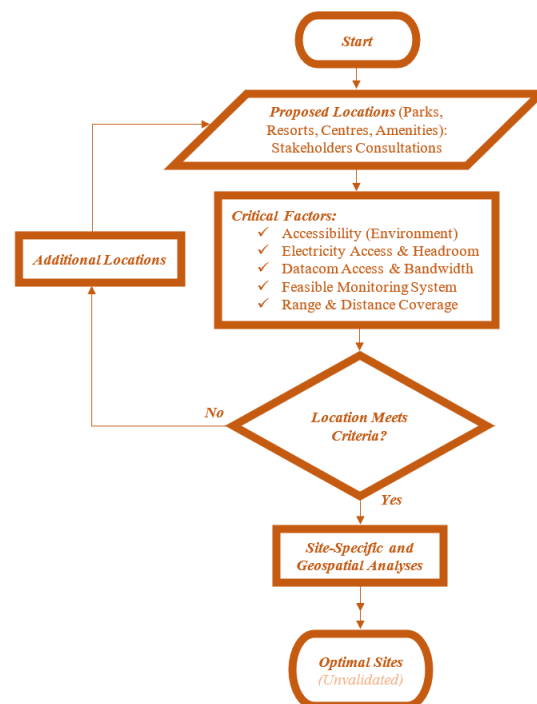 Start
Proposed Locations (Parks,
Resorts, Centres, Amenities):
Stakeholders Consultations
Critical Factors:
✓ Accessibility (Environment)
✓ Electricity Access & Headroom
✓ Datacom Access & Bandwidth
✓ Feasible Monitoring System
✓ Range & Distance Coverage
Additional Locations
No
Location Meets
Criteria?
Yes
Site-Specific and
Geospatial Analyses
Optimal Sites
(Unvalidated)